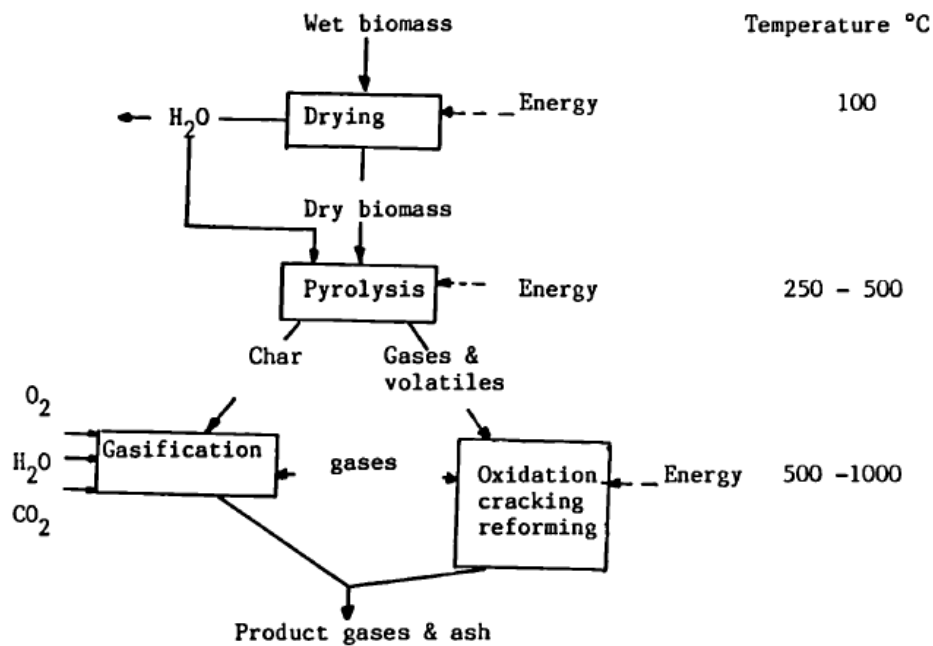 Wet biomass
Temperature °C
H2O
Drying
Energy
100
Dry biomass
Pyrolysis
Energy
250 - 500
Char
Gases &
volatiles
O2
H2O
CO2
Gasification
gases
Oxidation
cracking
reforming
Energy
500 -1000
Product gases & ash